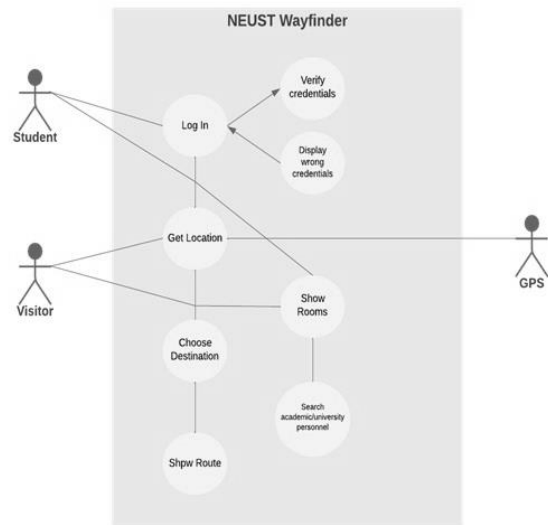 NEUST Wayfinder
Verify
credentials
Student
Log In
Display
wrong
credentials
Get Location
Visitor
GPS
Show
Rooms
Choose
Destination
Search
academic/university
personnel
Shpw Route